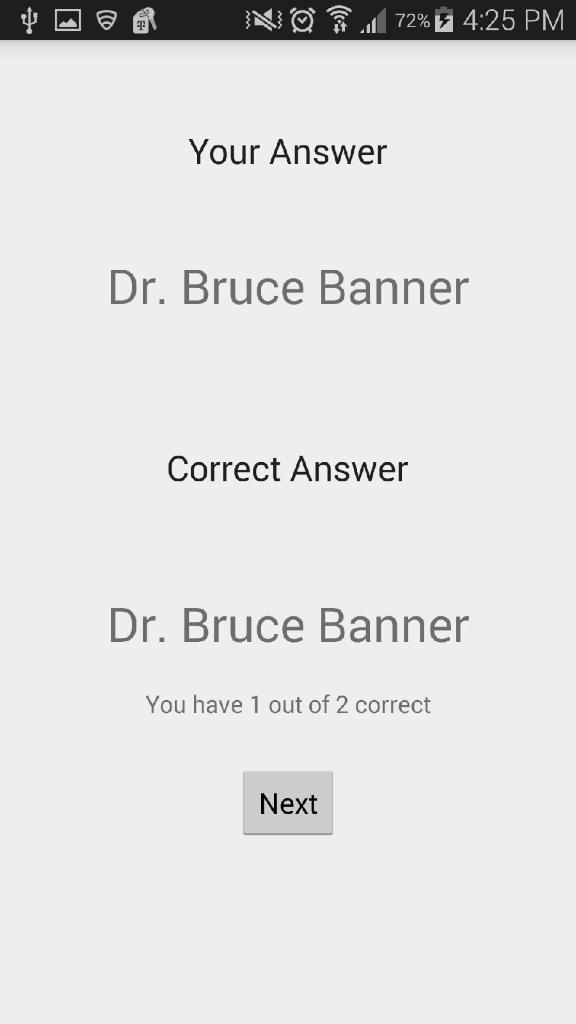 72% 4:25 PM
Your Answer
Dr. Bruce Banner
Correct Answer
Dr. Bruce Banner
You have 1 out of 2 correct
Next